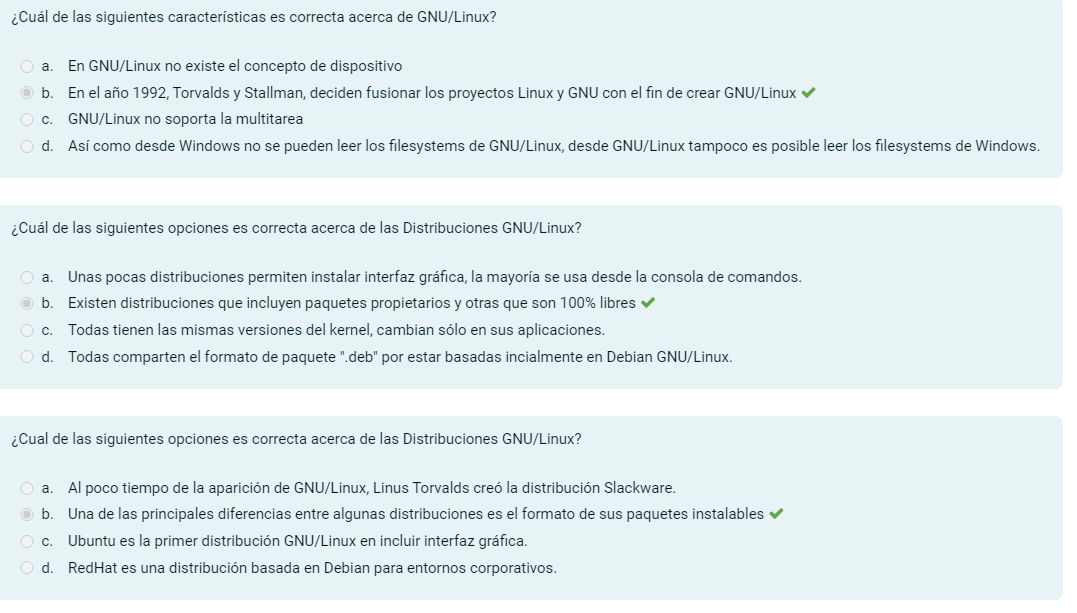 ¿Cuál de las siguientes características es correcta acerca de GNU/Linux?
a. En GNU/Linux no existe el concepto de dispositivo
b. En el año 1992, Torvalds y Stallman, deciden fusionar los proyectos Linux y GNU con el fin de crear GNU/Linux
c. GNU/Linux no soporta la multitarea
d. Así como desde Windows no se pueden leer los filesystems de GNU/Linux, desde GNU/Linux tampoco es posible leer los filesystems de Windows.
¿Cuál de las siguientes opciones es correcta acerca de las Distribuciones GNU/Linux?
a. Unas pocas distribuciones permiten instalar interfaz gráfica, la mayoría se usa desde la consola de comandos.
b. Existen distribuciones que incluyen paquetes propietarios y otras que son 100% libres
c. Todas tienen las mismas versiones del kernel, cambian sólo en sus aplicaciones.
d. Todas comparten el formato de paquete ".deb" por estar basadas incialmente en Debian GNU/Linux.
¿Cual de las siguientes opciones es correcta acerca de las Distribuciones GNU/Linux?
a. Al poco tiempo de la aparición de GNU/Linux, Linus Torvalds creó la distribución Slackware.
b. Una de las principales diferencias entre algunas distribuciones es el formato de sus paquetes instalables
c. Ubuntu es la primer distribución GNU/Linux en incluir interfaz gráfica.
d. RedHat es una distribución basada en Debian para entornos corporativos.